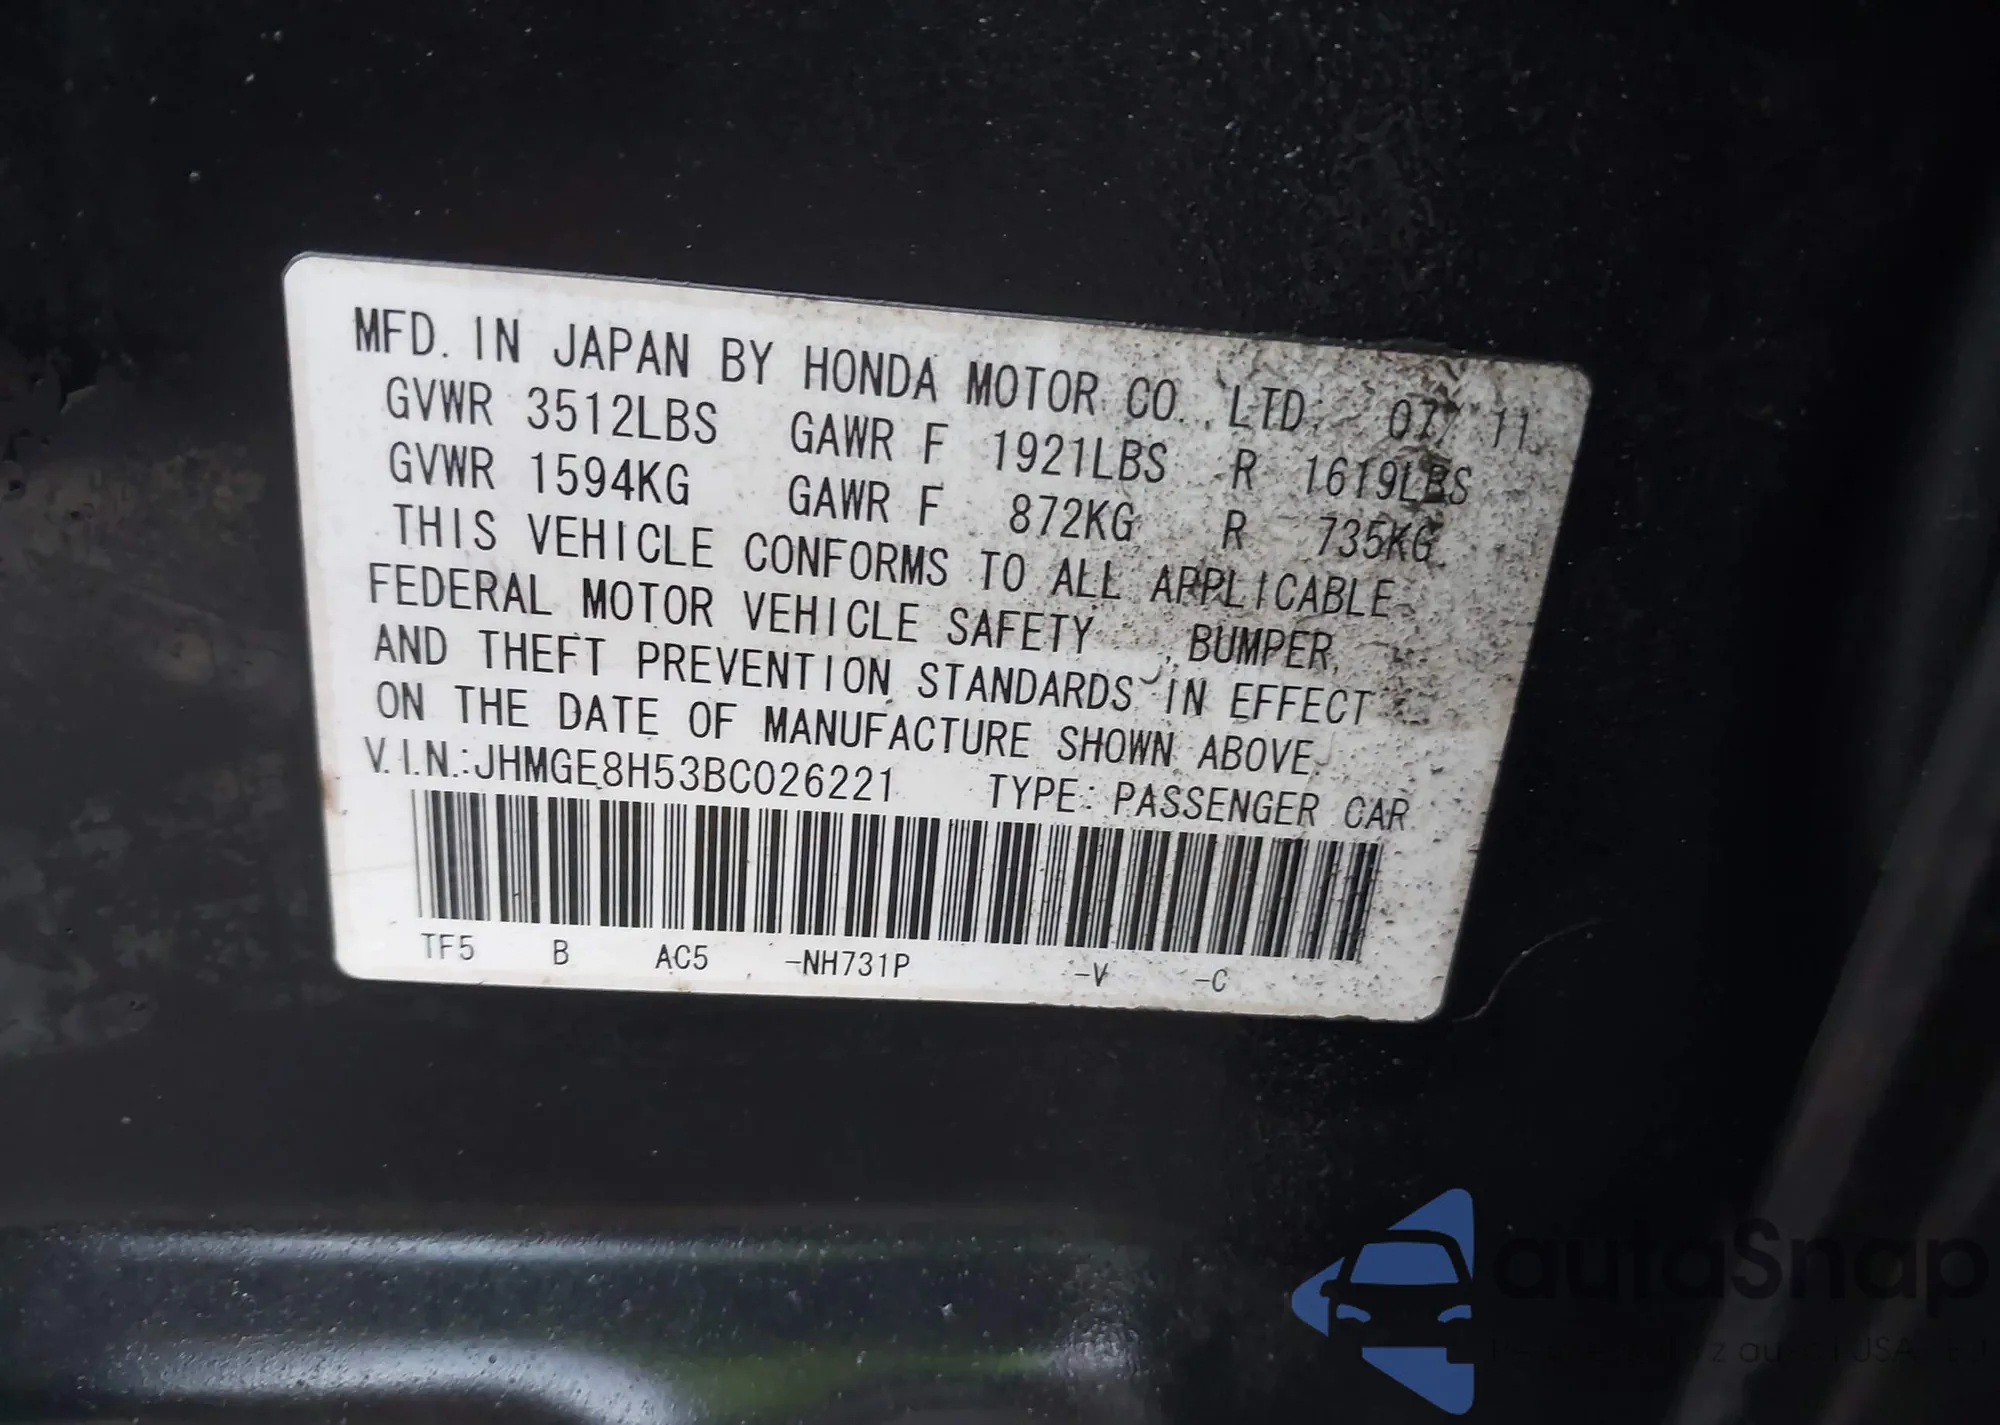 MFD. IN JAPAN BY HONDA MOTOR CO., LTD. 07/11
GVWR 3512LBS GAWR F 1921LBS R 1619LBS
GVWR 1594KG GAWR F 872KG R 735KG
THIS VEHICLE CONFORMS TO ALL APPLICABLE
FEDERAL MOTOR VEHICLE SAFETY, BUMPER,
AND THEFT PREVENTION STANDARDS IN EFFECT
ON THE DATE OF MANUFACTURE SHOWN ABOVE.
V.I.N.:JHMGE8H53BC026221 TYPE: PASSENGER CAR
TF5 B AC5 -NH731P -V -C
autaSnap